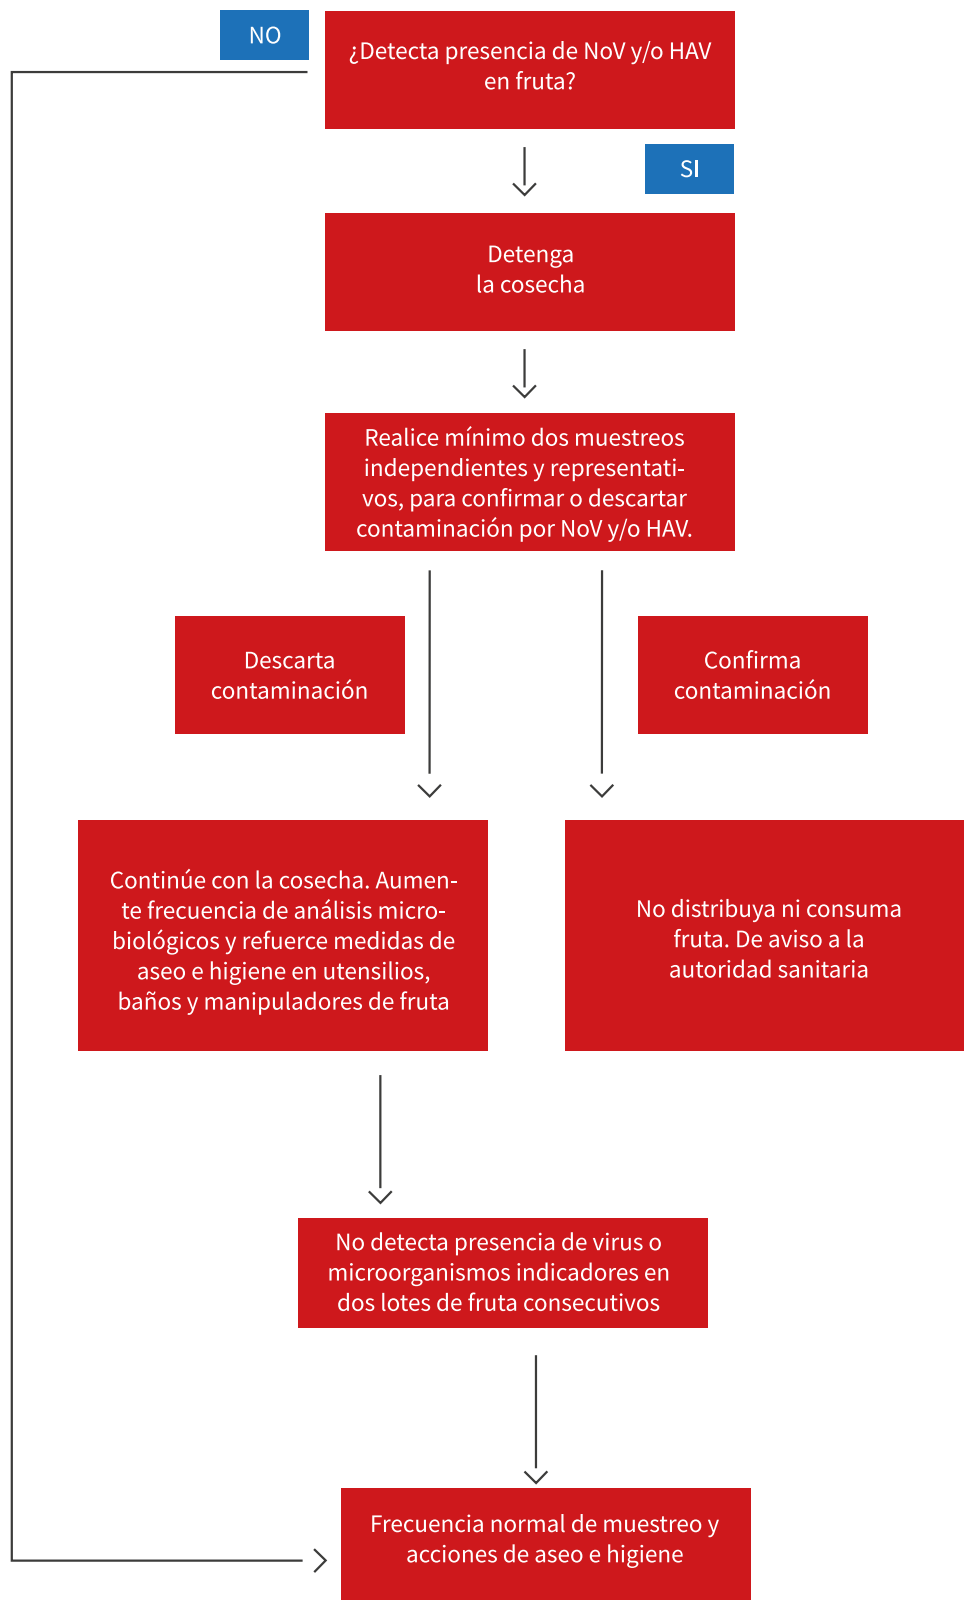 NO
¿Detecta presencia de NoV y/o HAV
en fruta?
SI
Detenga
la cosecha
Realice mínimo dos muestreos
independientes y representati-
vos, para confirmar o descartar
contaminación por NoV y/o HAV.
Descarta
contaminación
Confirma
contaminación
Continúe con la cosecha. Aumen-
te frecuencia de análisis micro-
biológicos y refuerce medidas de
aseo e higiene en utensilios,
baños y manipuladores de fruta
No distribuya ni consuma
fruta. De aviso a la
autoridad sanitaria
No detecta presencia de virus o
microorganismos indicadores en
dos lotes de fruta consecutivos
Frecuencia normal de muestreo y
acciones de aseo e higiene